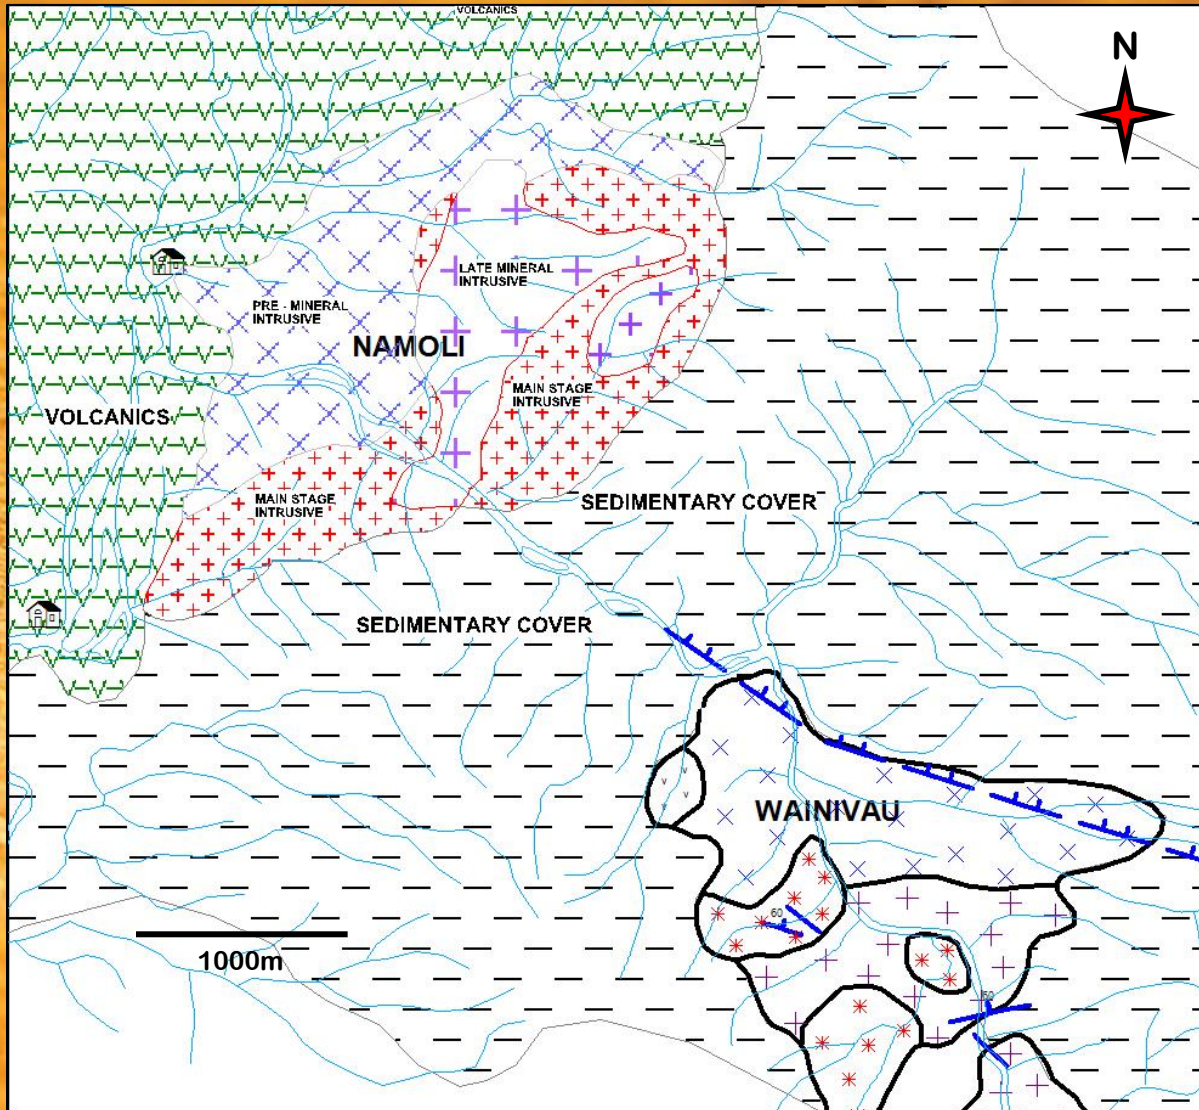 VOLCANICS
N
LATE MINERAL
INTRUSIVE
PRE - MINERAL
INTRUSIVE
NAMOLI
MAIN STAGE
INTRUSIVE
VOLCANICS
MAIN STAGE
INTRUSIVE
SEDIMENTARY COVER
SEDIMENTARY COVER
WAINIVAU
60
1000m
60